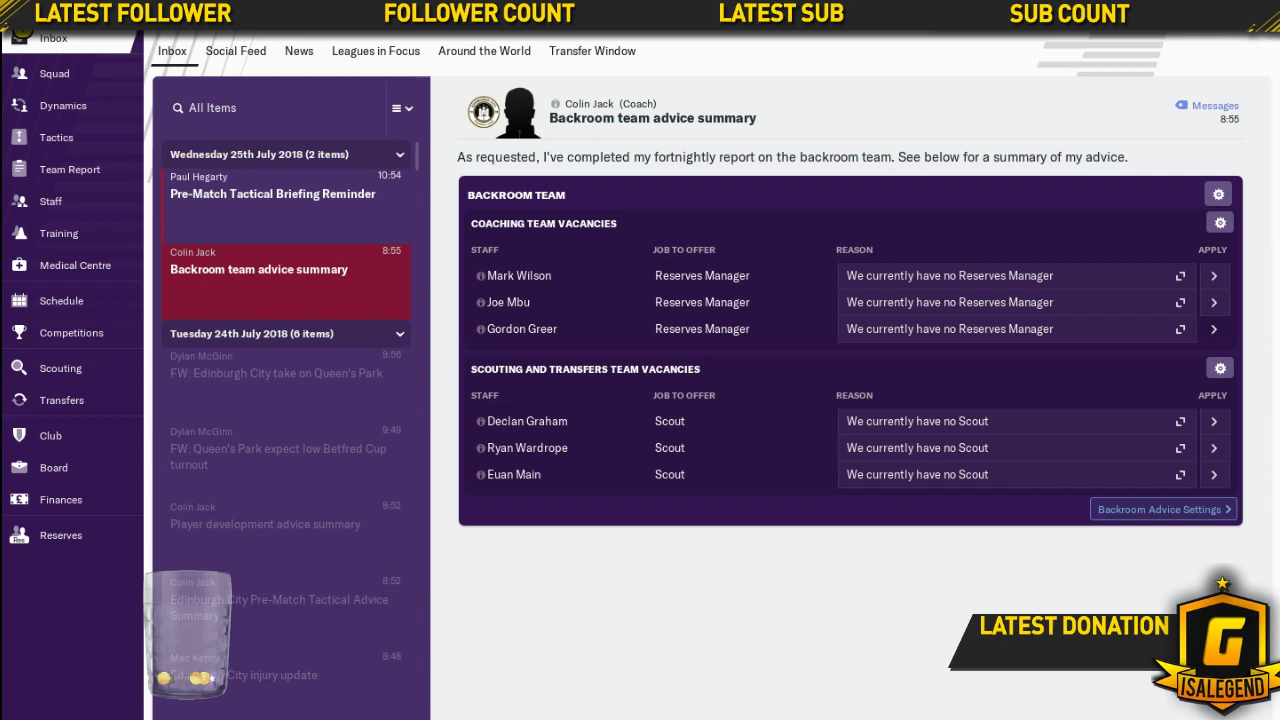 LATEST FOLLOWER
FOLLOWER COUNT
LATEST SUB
SUB COUNT
Inbox
Squad
Dynamics
Tactics
Team Report
Staff
Training
Medical Centre
Schedule
Competitions
Scouting
Transfers
Club
Board
Finances
Res
Reserves
Inbox Social Feed News Leagues in Focus Around the World Transfer Window
All Items
Wednesday 25th July 2018 (2 items)
Paul Hegarty 10:54
Pre-Match Tactical Briefing Reminder
Colin Jack 8:55
Backroom team advice summary
Tuesday 24th July 2018 (6 items)
Dylan McGinn 9:56
FW: Edinburgh City take on Queen's Park
Dylan McGinn 9:49
FW: Queen's Park expect low Betfred Cup
turnout
Colin Jack 8:52
Player development advice summary
Colin Jack 8:52
Edinburgh City Pre-Match Tactical Advice
Summary
Mac Kenny 8:48
Edinburgh City injury update
Colin Jack (Coach)
Backroom team advice summary
Messages
8:55
As requested, I've completed my fortnightly report on the backroom team. See below for a summary of my advice.
BACKROOM TEAM
COACHING TEAM VACANCIES
STAFF JOB TO OFFER REASON APPLY
Mark Wilson Reserves Manager We currently have no Reserves Manager
Joe Mbu Reserves Manager We currently have no Reserves Manager
Gordon Greer Reserves Manager We currently have no Reserves Manager
SCOUTING AND TRANSFERS TEAM VACANCIES
STAFF JOB TO OFFER REASON APPLY
Declan Graham Scout We currently have no Scout
Ryan Wardrope Scout We currently have no Scout
Euan Main Scout We currently have no Scout
Backroom Advice Settings
LATEST DONATION
G
ISALEGEND